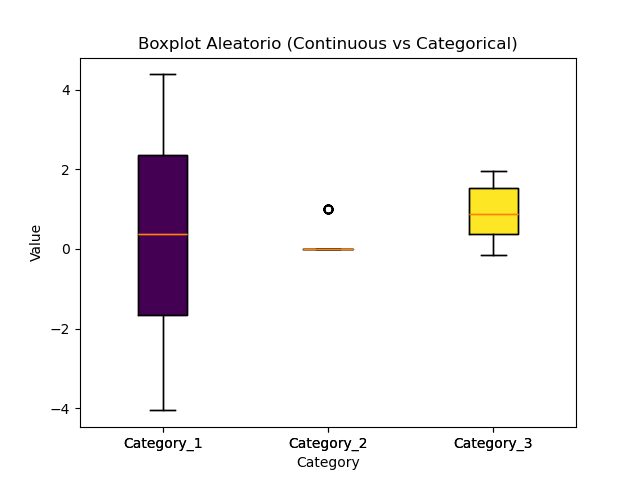 Boxplot Aleatorio (Continuous vs Categorical)
4
2
0
−2
−4
Value
Category_1
Category_2
Category_3
Category